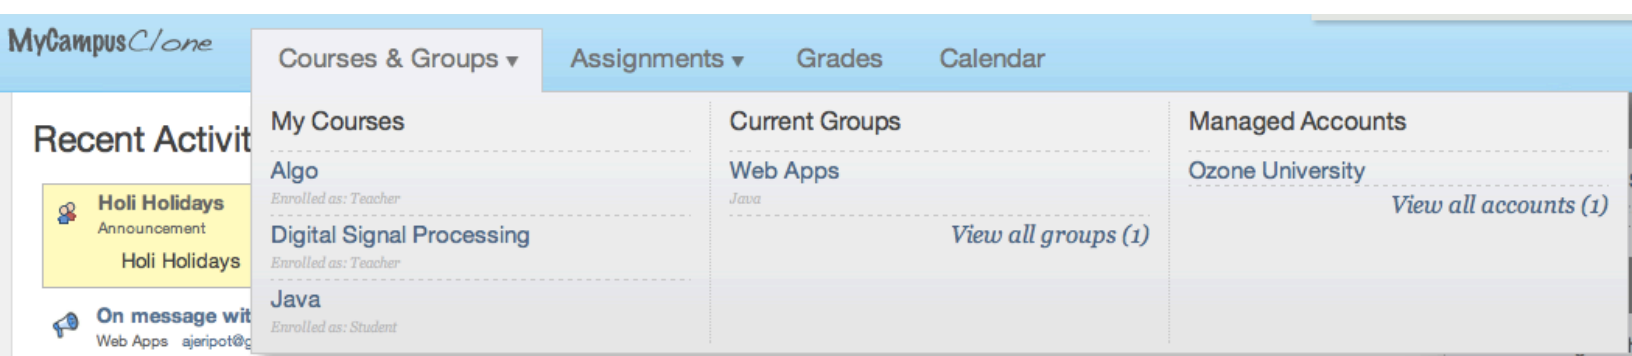 MyCampusClone
Courses & Groups ▾ Assignments ▾ Grades Calendar
Recent Activit
Holi Holidays
Announcement
Holi Holidays
On message wit
Web Apps ajeripot@g
My Courses
Algo
Enrolled as: Teacher
Digital Signal Processing
Enrolled as: Teacher
Java
Enrolled as: Student
Current Groups
Web Apps
Java
View all groups (1)
Managed Accounts
Ozone University
View all accounts (1)